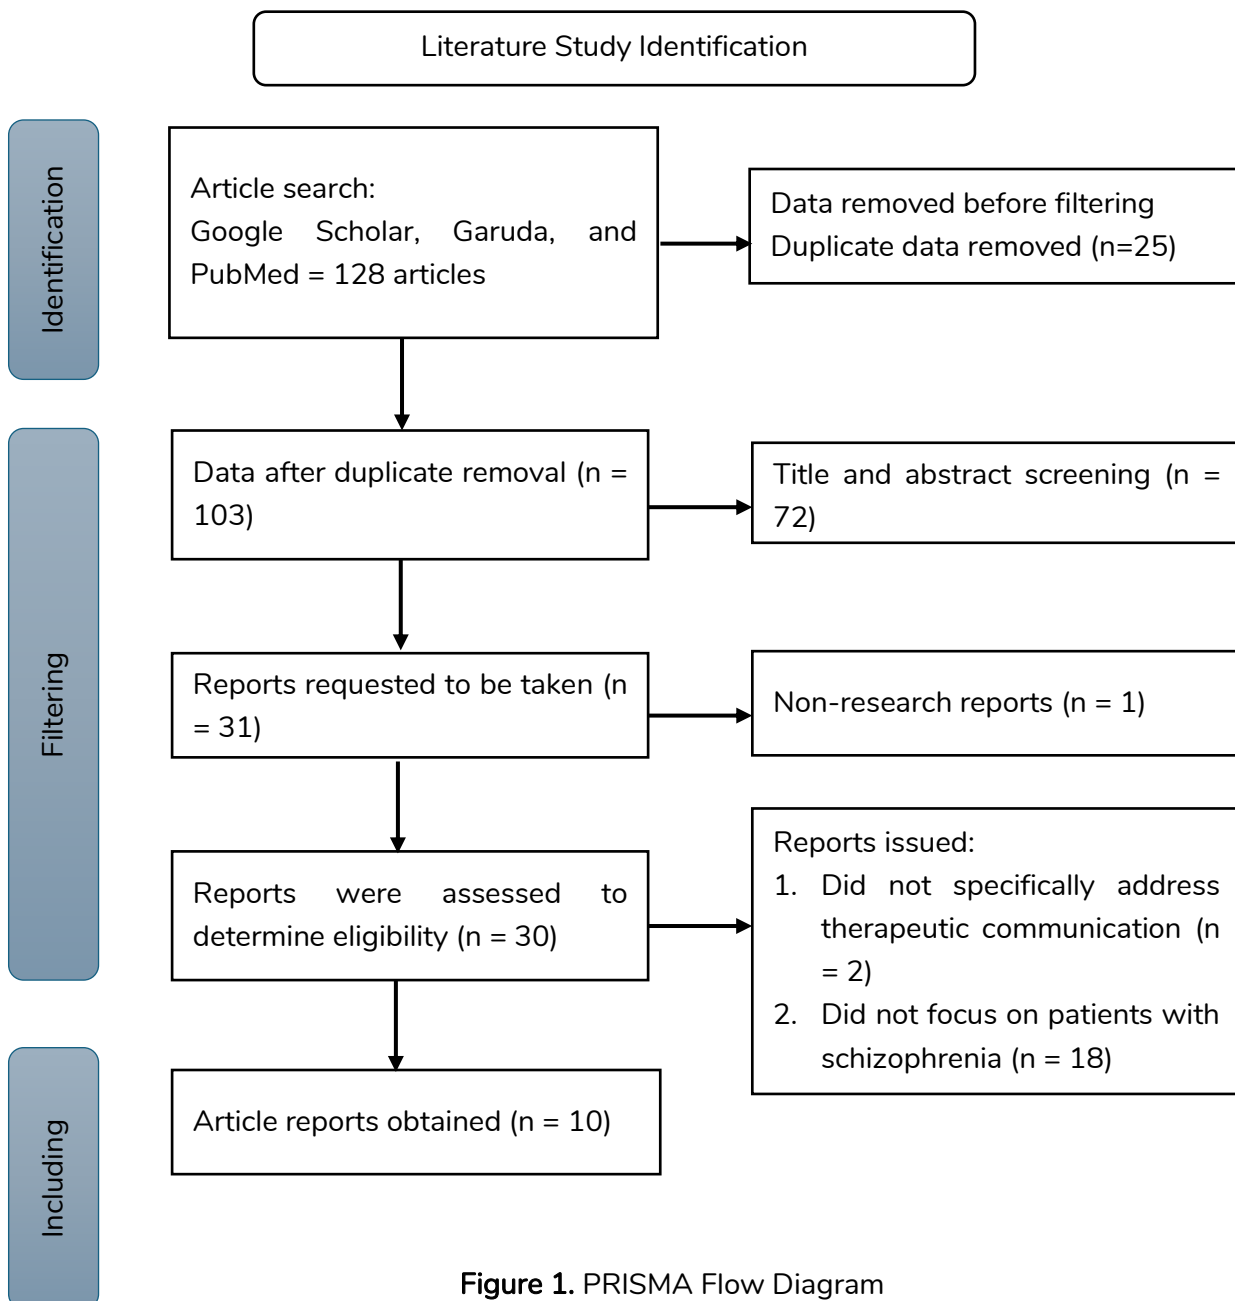 Literature Study Identification
Identification
Article search:
Google Scholar, Garuda, and
PubMed = 128 articles
Data removed before filtering
Duplicate data removed (n=25)
Filtering
Data after duplicate removal (n =
103)
Title and abstract screening (n =
72)
Reports requested to be taken (n
= 31)
Non-research reports (n = 1)
Reports were assessed to
determine eligibility (n = 30)
Reports issued:
1. Did not specifically address
therapeutic communication (n
= 2)
2. Did not focus on patients with
schizophrenia (n = 18)
Including
Article reports obtained (n = 10)
Figure 1. PRISMA Flow Diagram